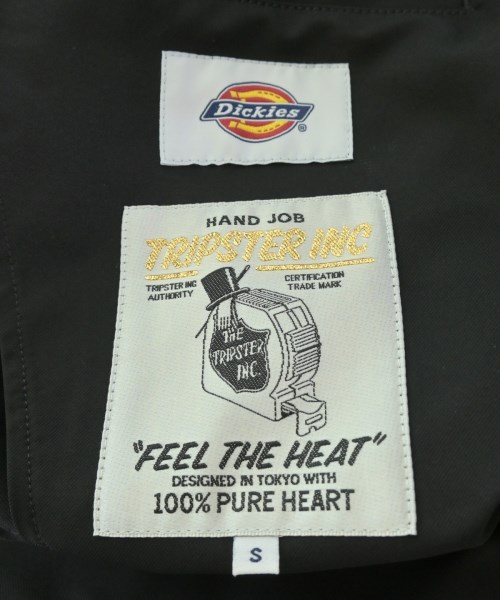 Dickies®
HAND JOB
TRIPSTER INC
TRIPSTER INC
AUTHORITY
CERTIFICATION
TRADE MARK
THE
TRIPSTER
INC.
"FEEL THE HEAT"
DESIGNED IN TOKYO WITH
100% PURE HEART
S